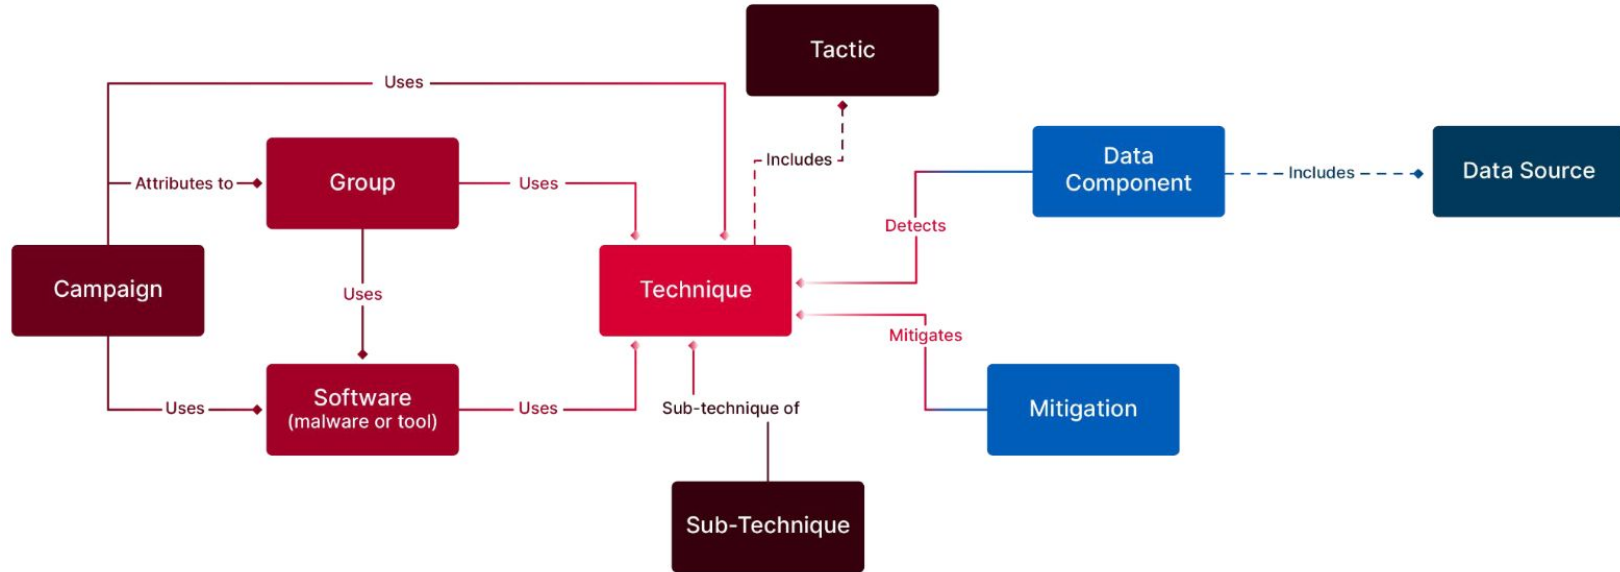 Tactic
Uses
Includes
Data
Component
Includes
Data Source
Attributes to
Group
Uses
Detects
Campaign
Uses
Technique
Mitigates
Software
(malware or tool)
Uses
Uses
Sub-technique of
Mitigation
Sub-Technique